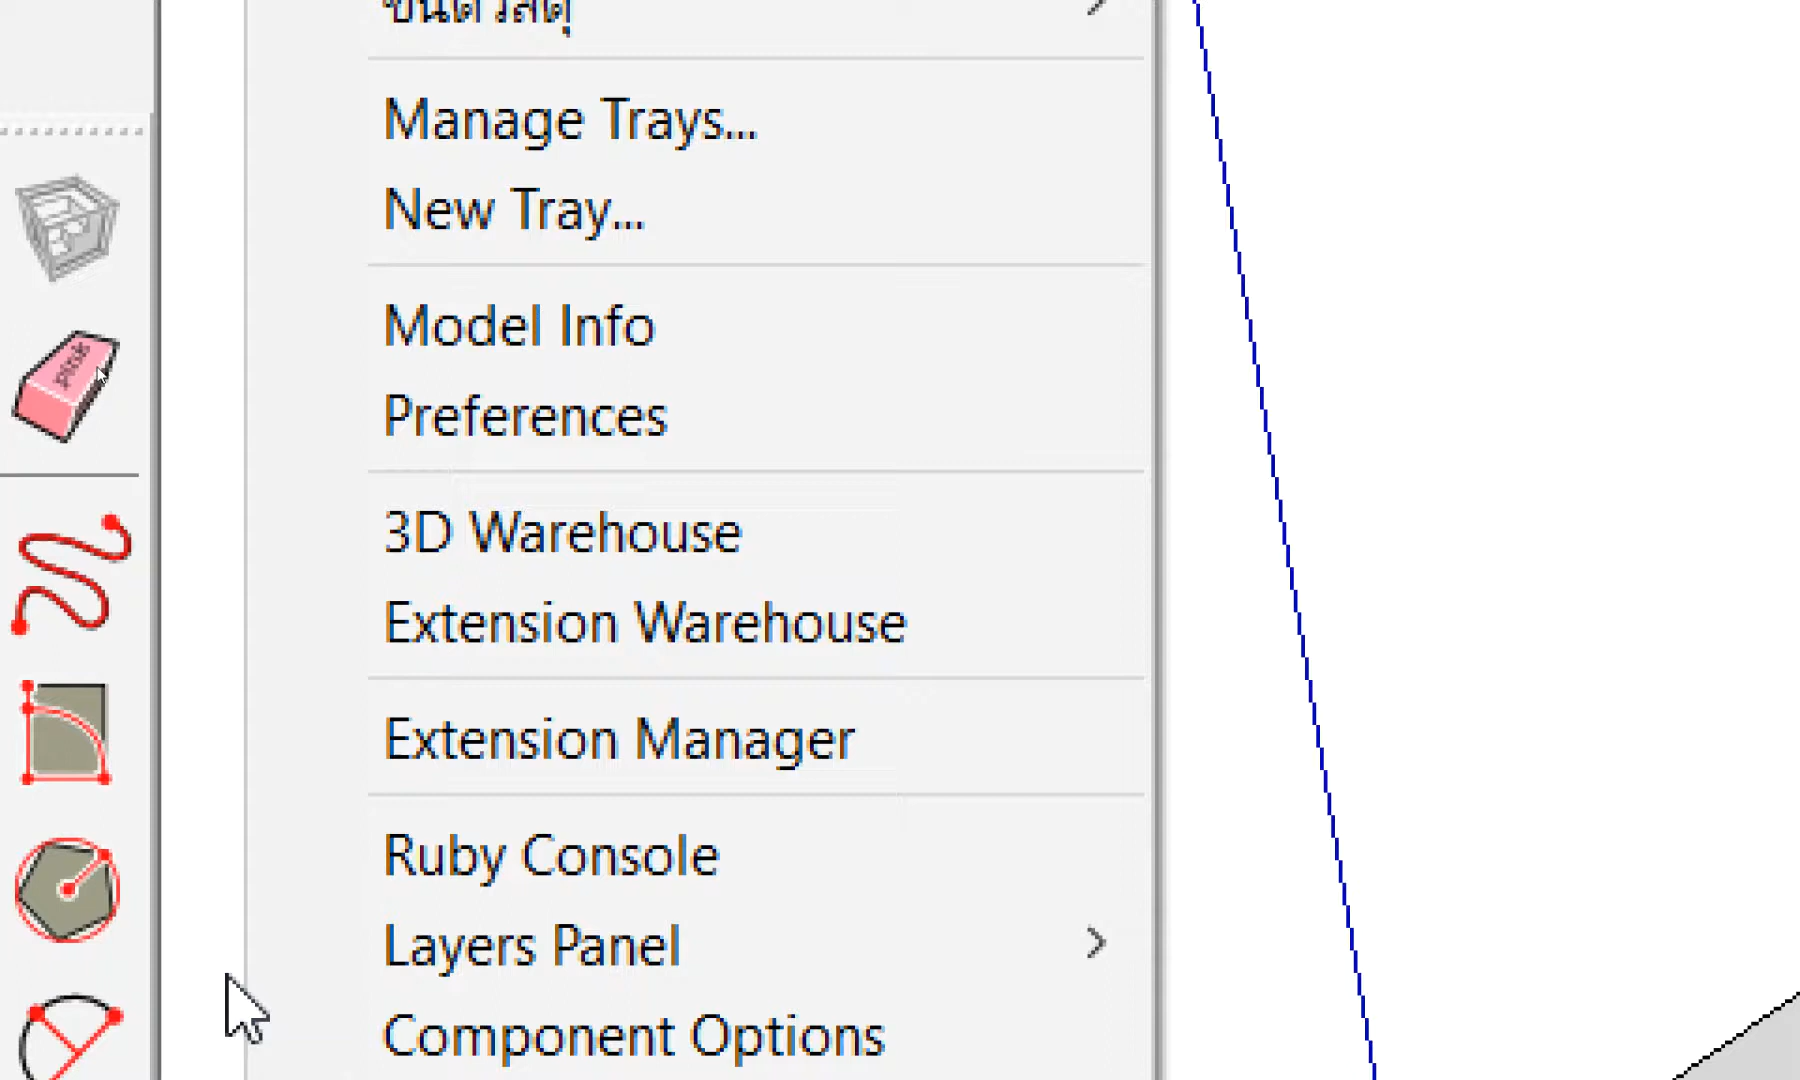 Manage Trays...
New Tray...
Model Info
Preferences
3D Warehouse
Extension Warehouse
Extension Manager
Ruby Console
Layers Panel
Component Options